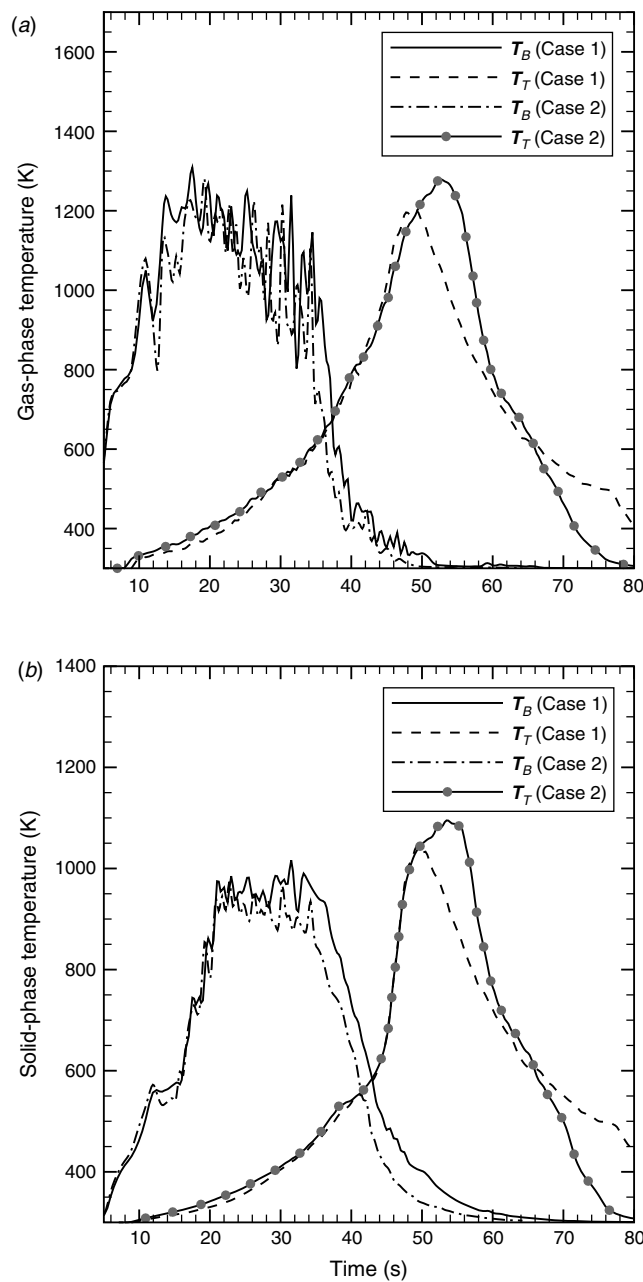 (a)
1600
1400
1200
1000
800
600
400
Gas-phase temperature (K)
T_B (Case 1)
T_T (Case 1)
T_B (Case 2)
T_T (Case 2)
10 20 30 40 50 60 70 80
(b)
1400
1200
1000
800
600
400
Solid-phase temperature (K)
T_B (Case 1)
T_T (Case 1)
T_B (Case 2)
T_T (Case 2)
10 20 30 40 50 60 70 80
Time (s)